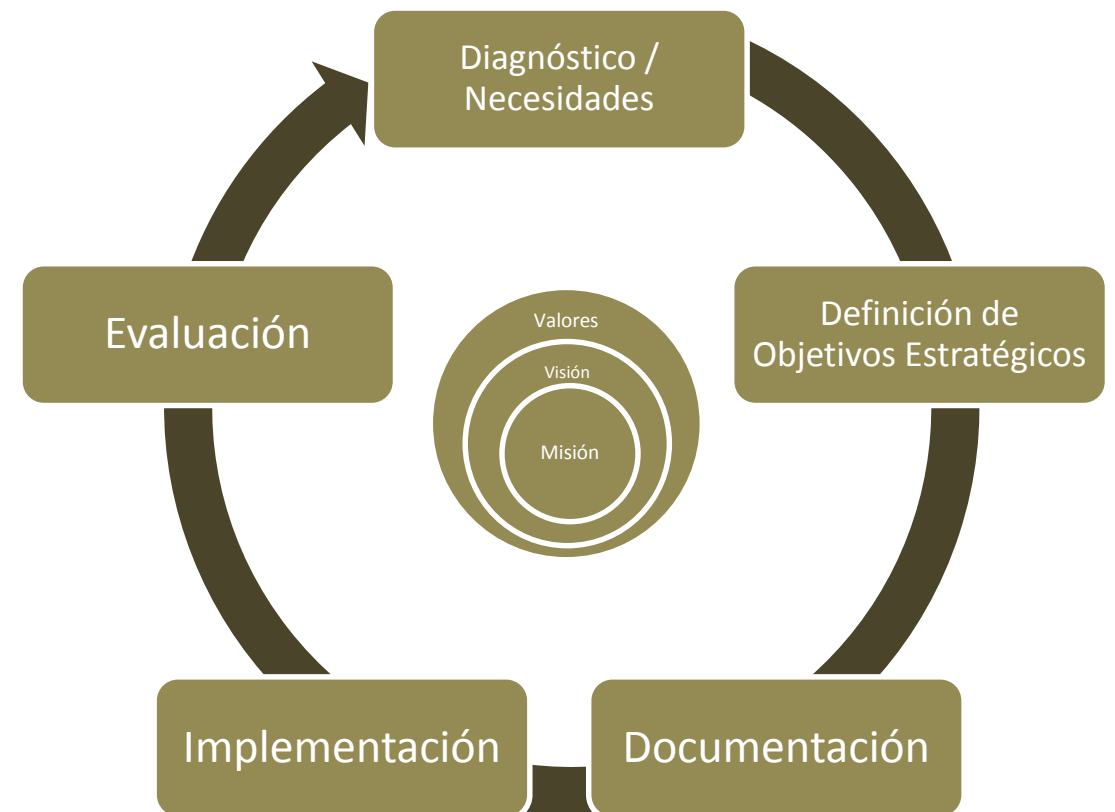 Diagnóstico /
Necesidades
Definición de
Objetivos Estratégicos
Documentación
Implementación
Evaluación
Valores
Visión
Misión